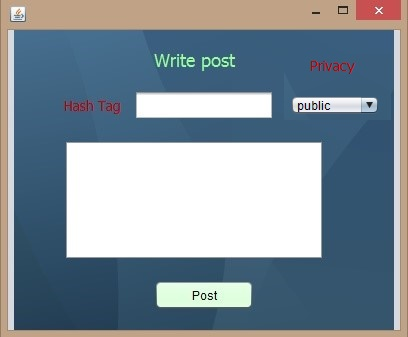 Write post
Privacy
Hash Tag
public
Post